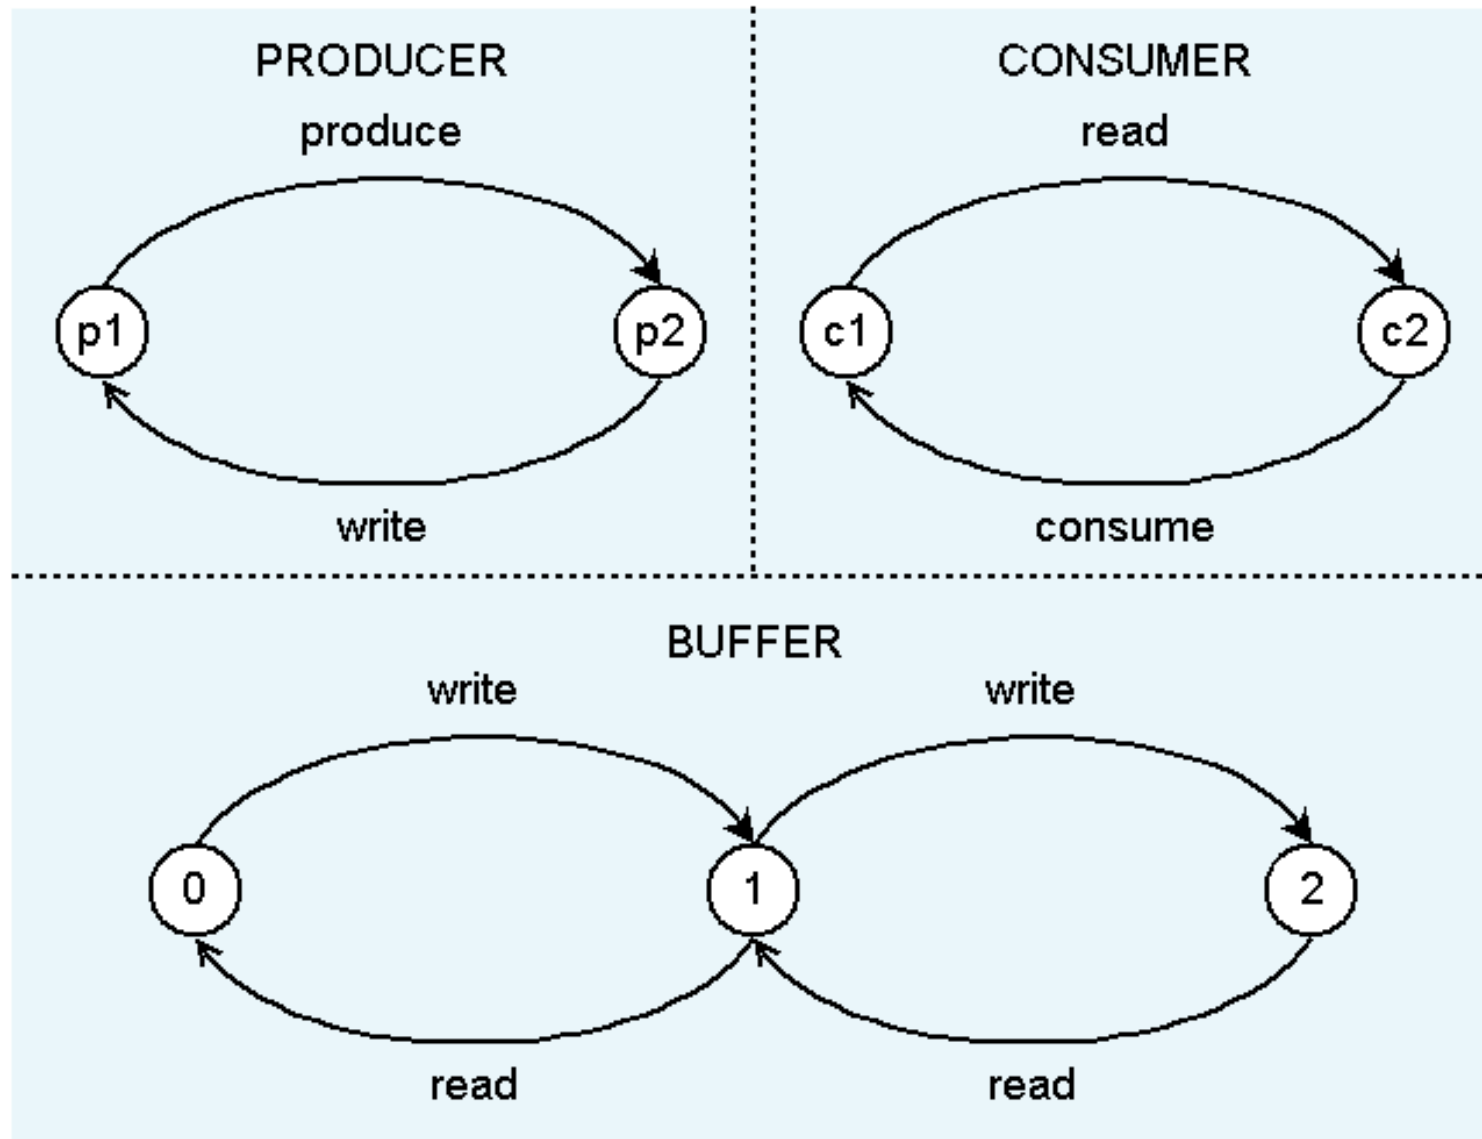 PRODUCER
produce
p1
p2
write
CONSUMER
read
c1
c2
consume
BUFFER
write
write
0
1
2
read
read